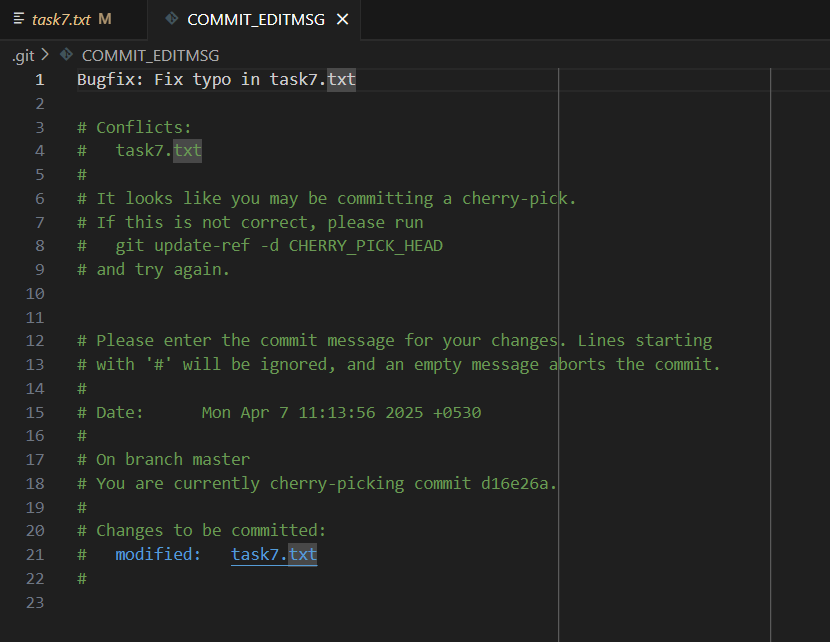 task7.txt M COMMIT_EDITMSG
.git > COMMIT_EDITMSG
1 Bugfix: Fix typo in task7.txt
2
3 # Conflicts:
4 #   task7.txt
5 #
6 # It looks like you may be committing a cherry-pick.
7 # If this is not correct, please run
8 #   git update-ref -d CHERRY_PICK_HEAD
9 # and try again.
10
11
12 # Please enter the commit message for your changes. Lines starting
13 # with '#' will be ignored, and an empty message aborts the commit.
14 #
15 # Date:      Mon Apr 7 11:13:56 2025 +0530
16 #
17 # On branch master
18 # You are currently cherry-picking commit d16e26a.
19 #
20 # Changes to be committed:
21 #   modified:   task7.txt
22 #
23